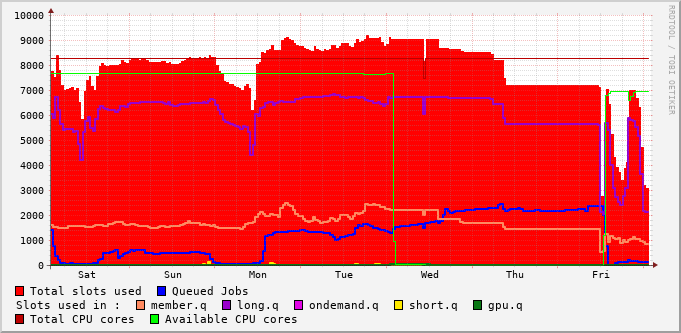 10000
9000
8000
7000
6000
5000
4000
3000
2000
1000
0
Sat Sun Mon Tue Wed Thu Fri
Total slots used Queued Jobs
Slots used in : member.q long.q ondemand.q short.q gpu.q
Total CPU cores Available CPU cores
RRDTOOL / TOBI OETIKER